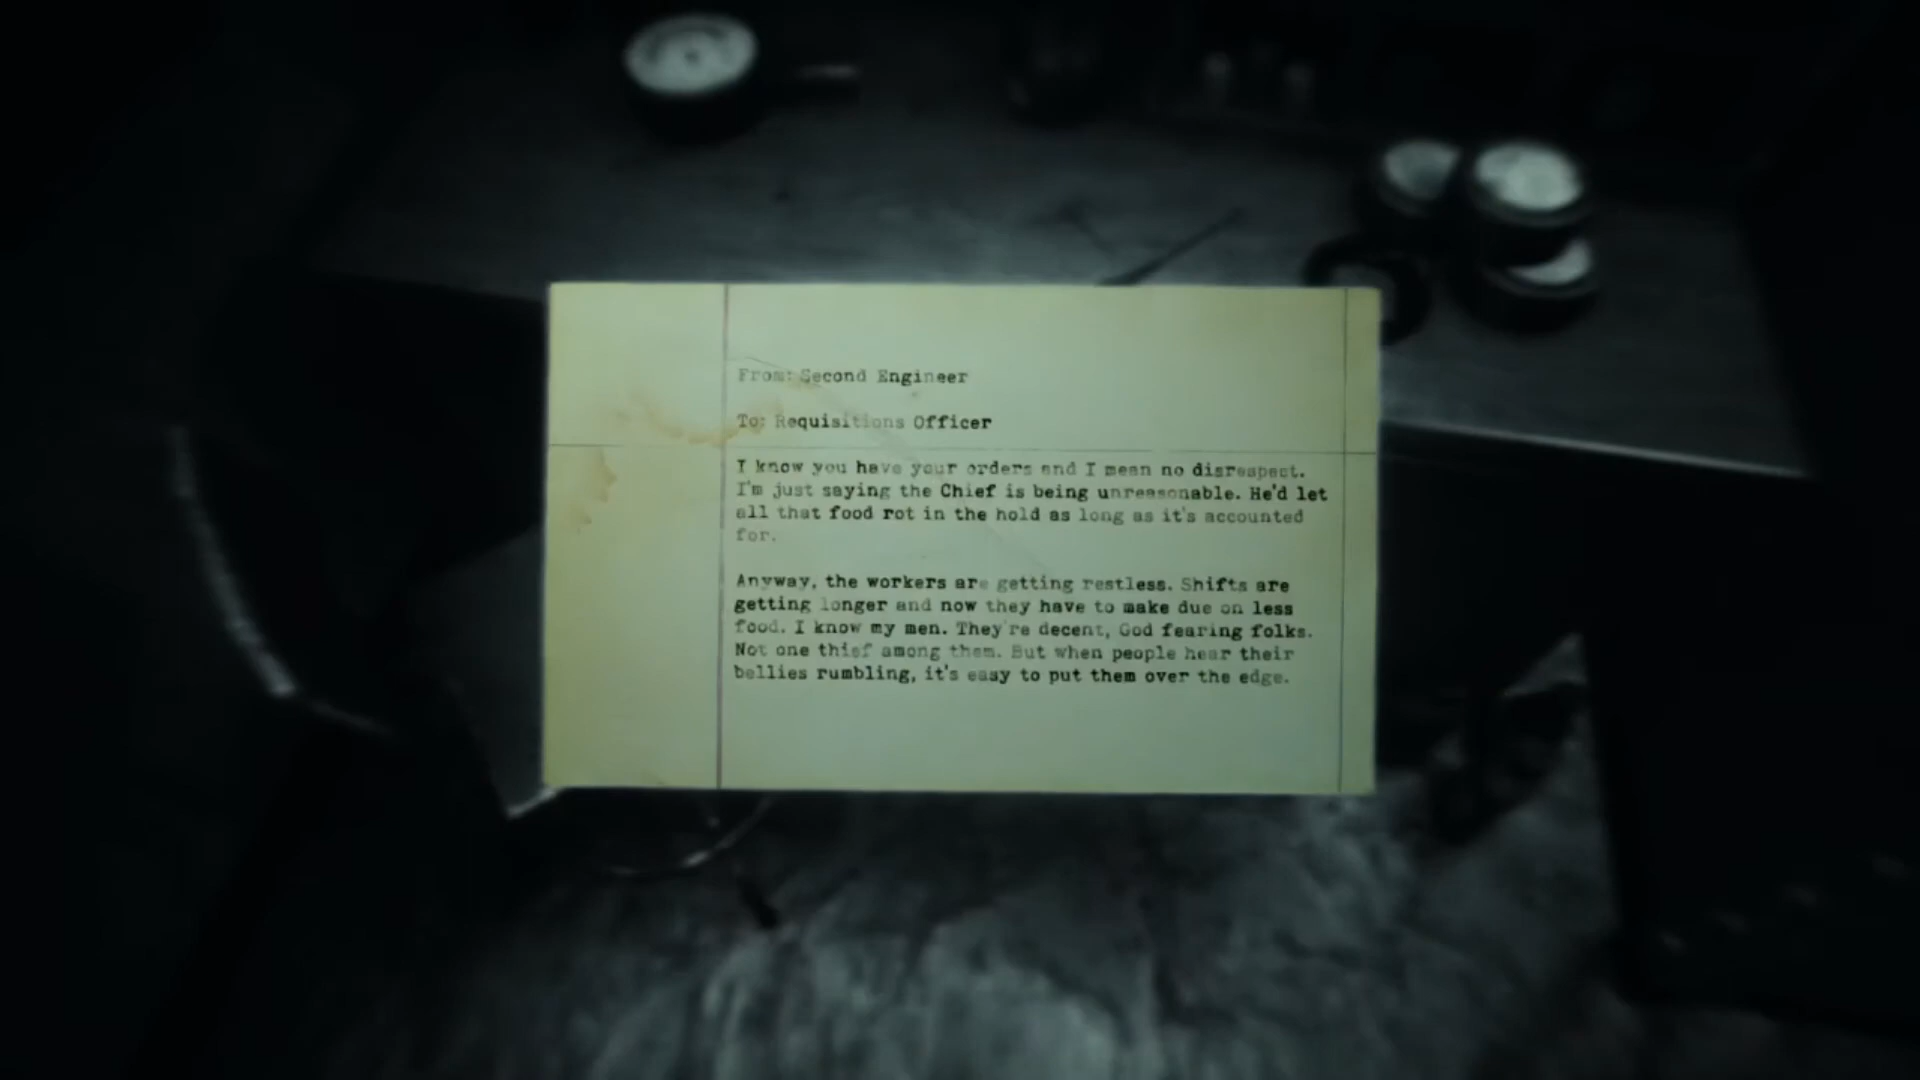 From: Second Engineer
To: Requisitions Officer
I know you have your orders and I mean no disrespect.
I'm just saying the Chief is being unreasonable. He'd let
all that food rot in the hold as long as it's accounted
for.
Anyway, the workers are getting restless. Shifts are
getting longer and now they have to make due on less
food. I know my men. They're decent, God fearing folks.
Not one thief among them. But when people hear their
bellies rumbling, it's easy to put them over the edge.